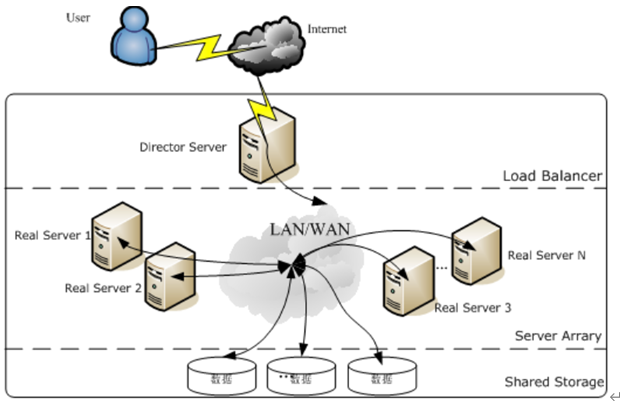 User
Internet
Director Server
Load Balancer
LAN/WAN
Real Server 1
Real Server 2
Real Server N
...
Real Server 3
Server Arrary
数据
...
数据
数据
Shared Storage